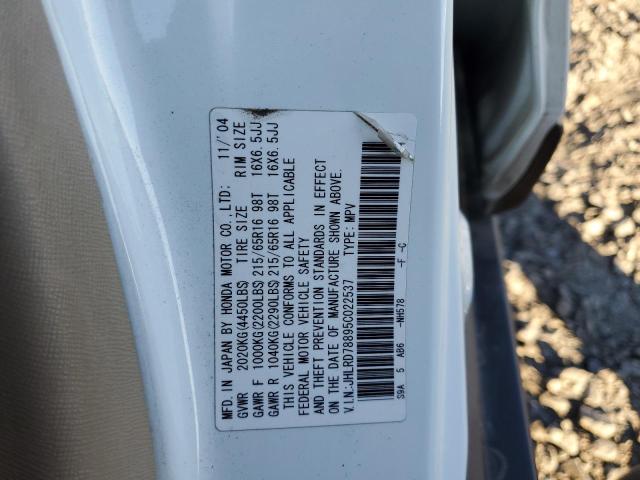 MFD. IN JAPAN BY HONDA MOTOR CO.,LTD: 11/'04
GVWR 2020KG(4450LBS) TIRE SIZE RIM SIZE
GAWR F 1000KG(2200LBS) 215/65R16 98T 16X6.5JJ
GAWR R 1040KG(2290LBS) 215/65R16 98T 16X6.5JJ
THIS VEHICLE CONFORMS TO ALL APPLICABLE
FEDERAL MOTOR VEHICLE SAFETY
AND THEFT PREVENTION STANDARDS IN EFFECT
ON THE DATE OF MANUFACTURE SHOWN ABOVE.
V.I.N.:JHLRD78895C022537 TYPE: MPV
S9A 5 AB6 -NH578 -F -C